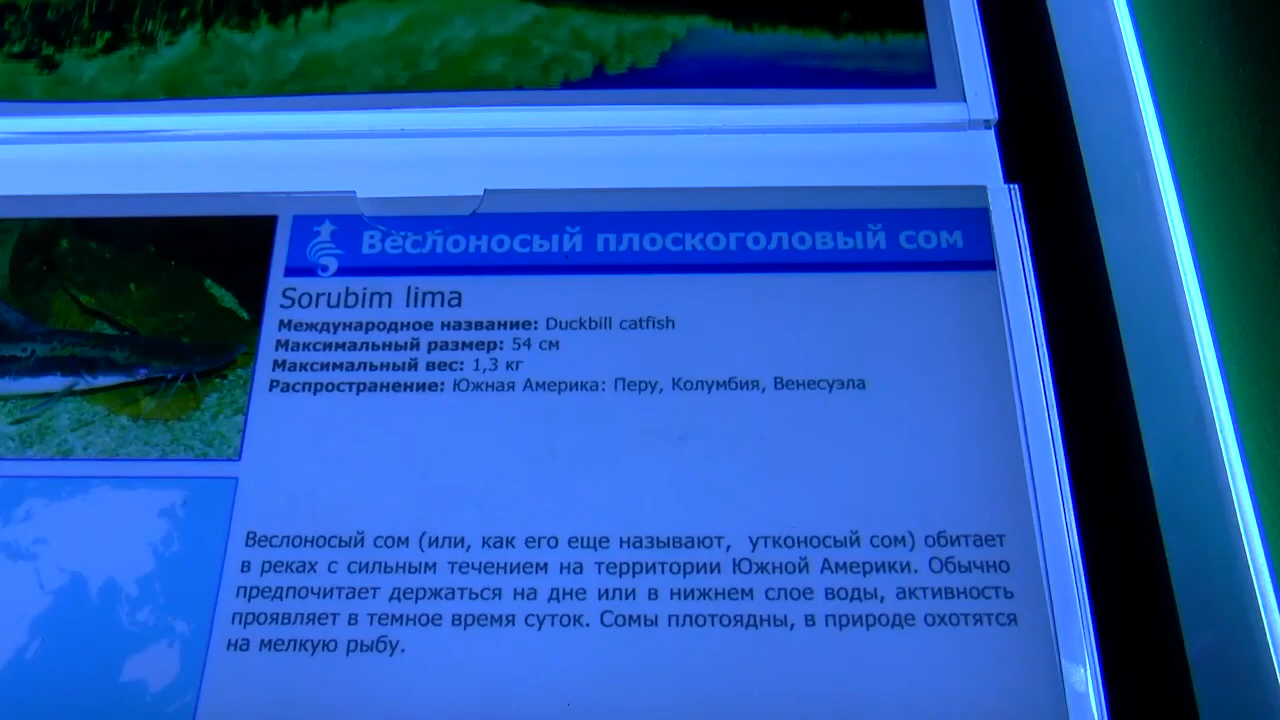 Веслоносый плоскоголовый сом
Sorubim lima
Международное название: Duckbill catfish
Максимальный размер: 54 см
Максимальный вес: 1,3 кг
Распространение: Южная Америка: Перу, Колумбия, Венесуэла
Веслоносый сом (или, как его еще называют, утконосый сом) обитает
в реках с сильным течением на территории Южной Америки. Обычно
предпочитает держаться на дне или в нижнем слое воды, активность
проявляет в темное время суток. Сомы плотоядны, в природе охотятся
на мелкую рыбу.